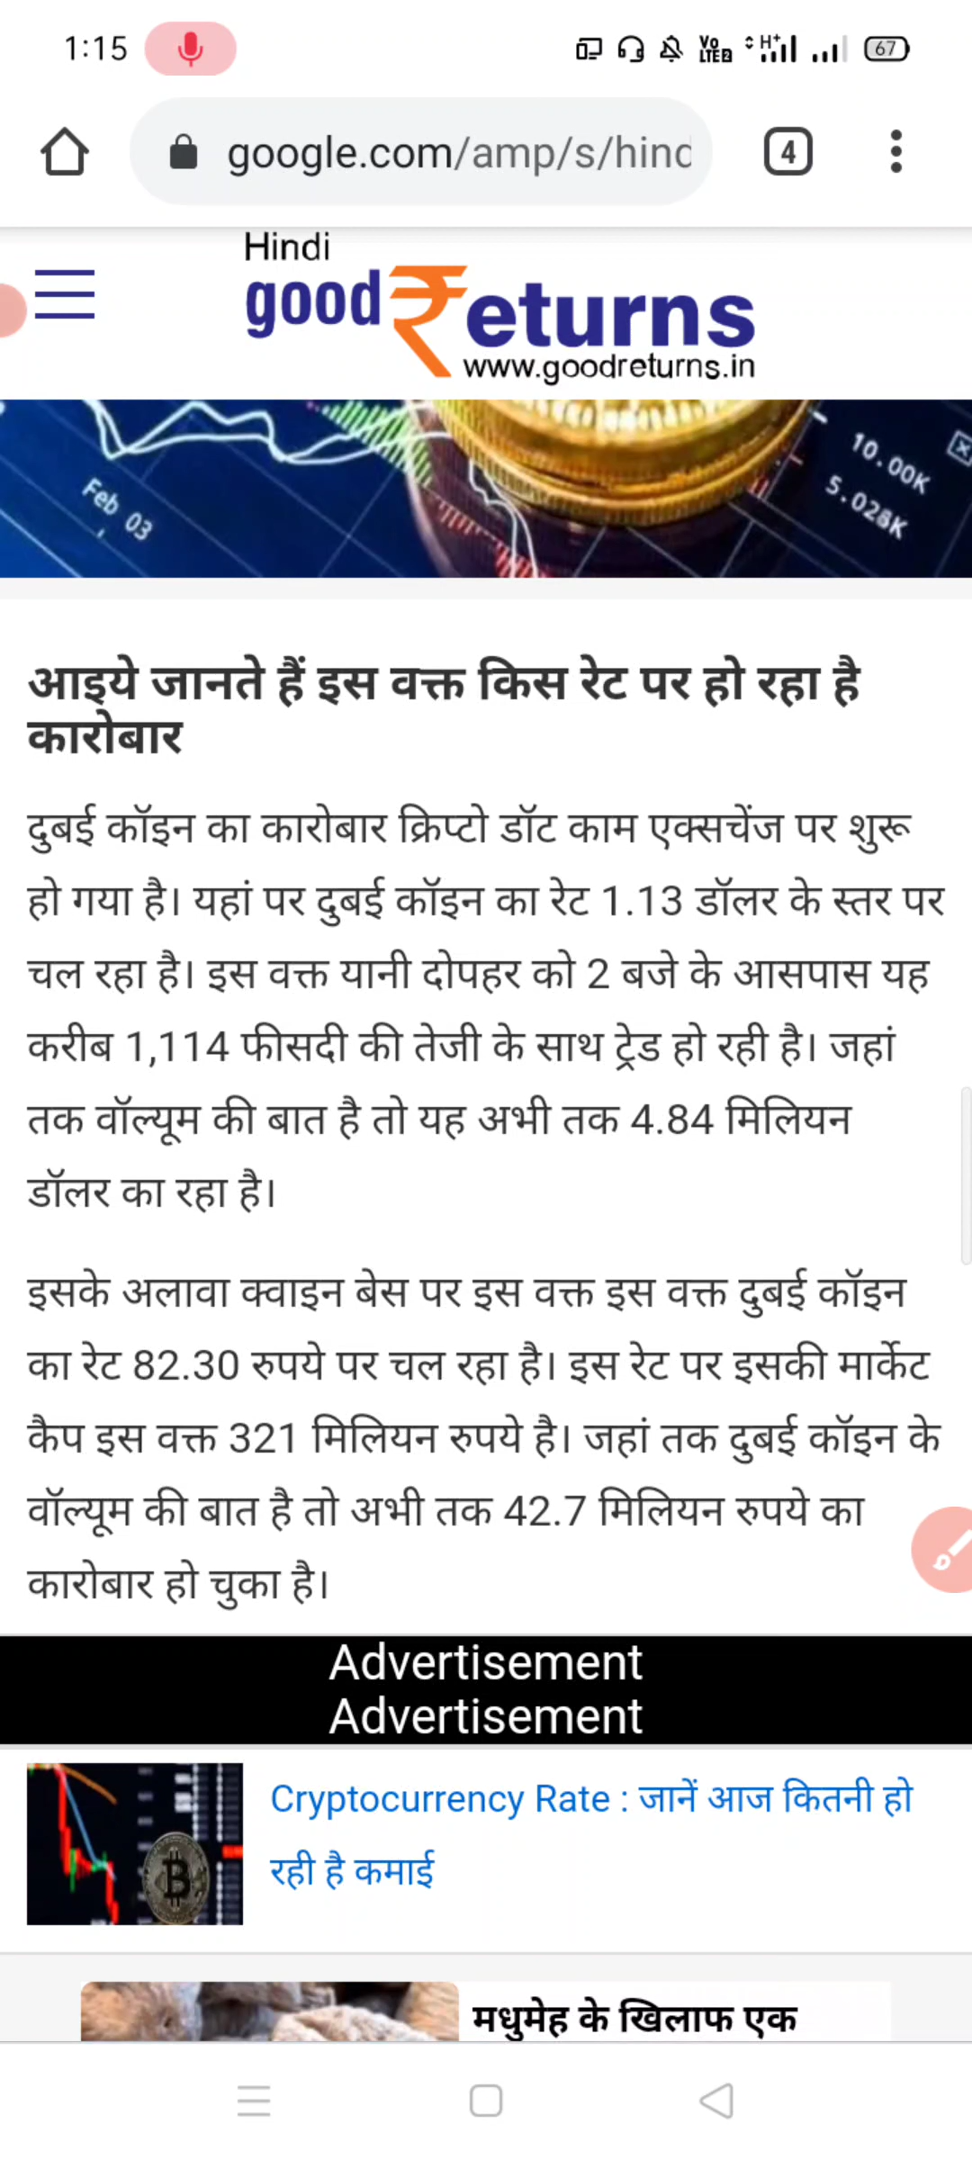 1:15
Vo
LTE2
H+
67
google.com/amp/s/hind
4
Hindi
good₹eturns
www.goodreturns.in
10.00K
5.028K
Feb 03
आइये जानते हैं इस वक्त किस रेट पर हो रहा है
कारोबार
दुबई कॉइन का कारोबार क्रिप्टो डॉट काम एक्सचेंज पर शुरू
हो गया है। यहां पर दुबई कॉइन का रेट 1.13 डॉलर के स्तर पर
चल रहा है। इस वक्त यानी दोपहर को 2 बजे के आसपास यह
करीब 1,114 फीसदी की तेजी के साथ ट्रेड हो रही है। जहां
तक वॉल्यूम की बात है तो यह अभी तक 4.84 मिलियन
डॉलर का रहा है।
इसके अलावा क्वाइन बेस पर इस वक्त इस वक्त दुबई कॉइन
का रेट 82.30 रुपये पर चल रहा है। इस रेट पर इसकी मार्केट
कैप इस वक्त 321 मिलियन रुपये है। जहां तक दुबई कॉइन के
वॉल्यूम की बात है तो अभी तक 42.7 मिलियन रुपये का
कारोबार हो चुका है।
Advertisement
Advertisement
Cryptocurrency Rate : जानें आज कितनी हो
रही है कमाई
मधुमेह के खिलाफ एक